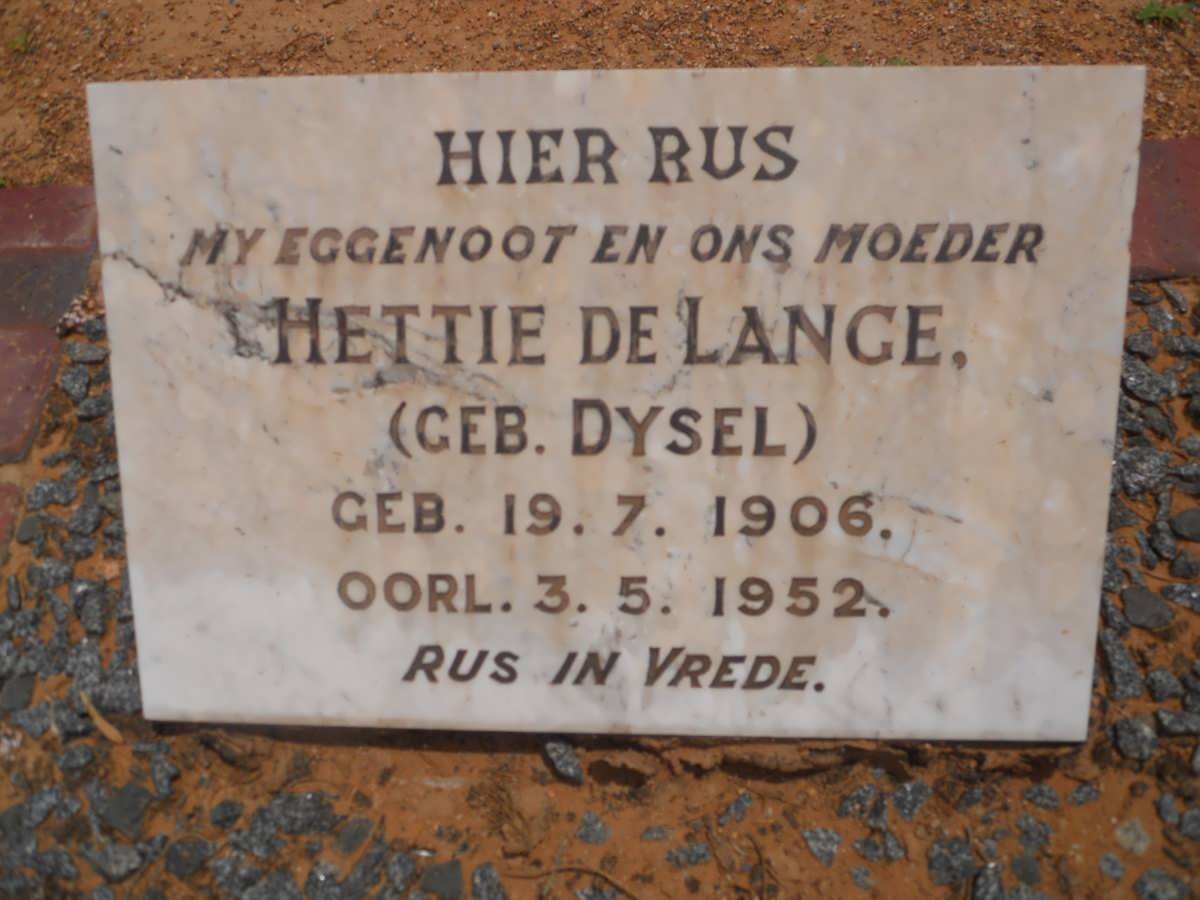 HIER RUS
MY EGGENOOT EN ONS MOEDER
HETTIE DE LANGE,
(GEB. DYSEL)
GEB. 19. 7. 1906.
OORL. 3. 5. 1952.
RUS IN VREDE.